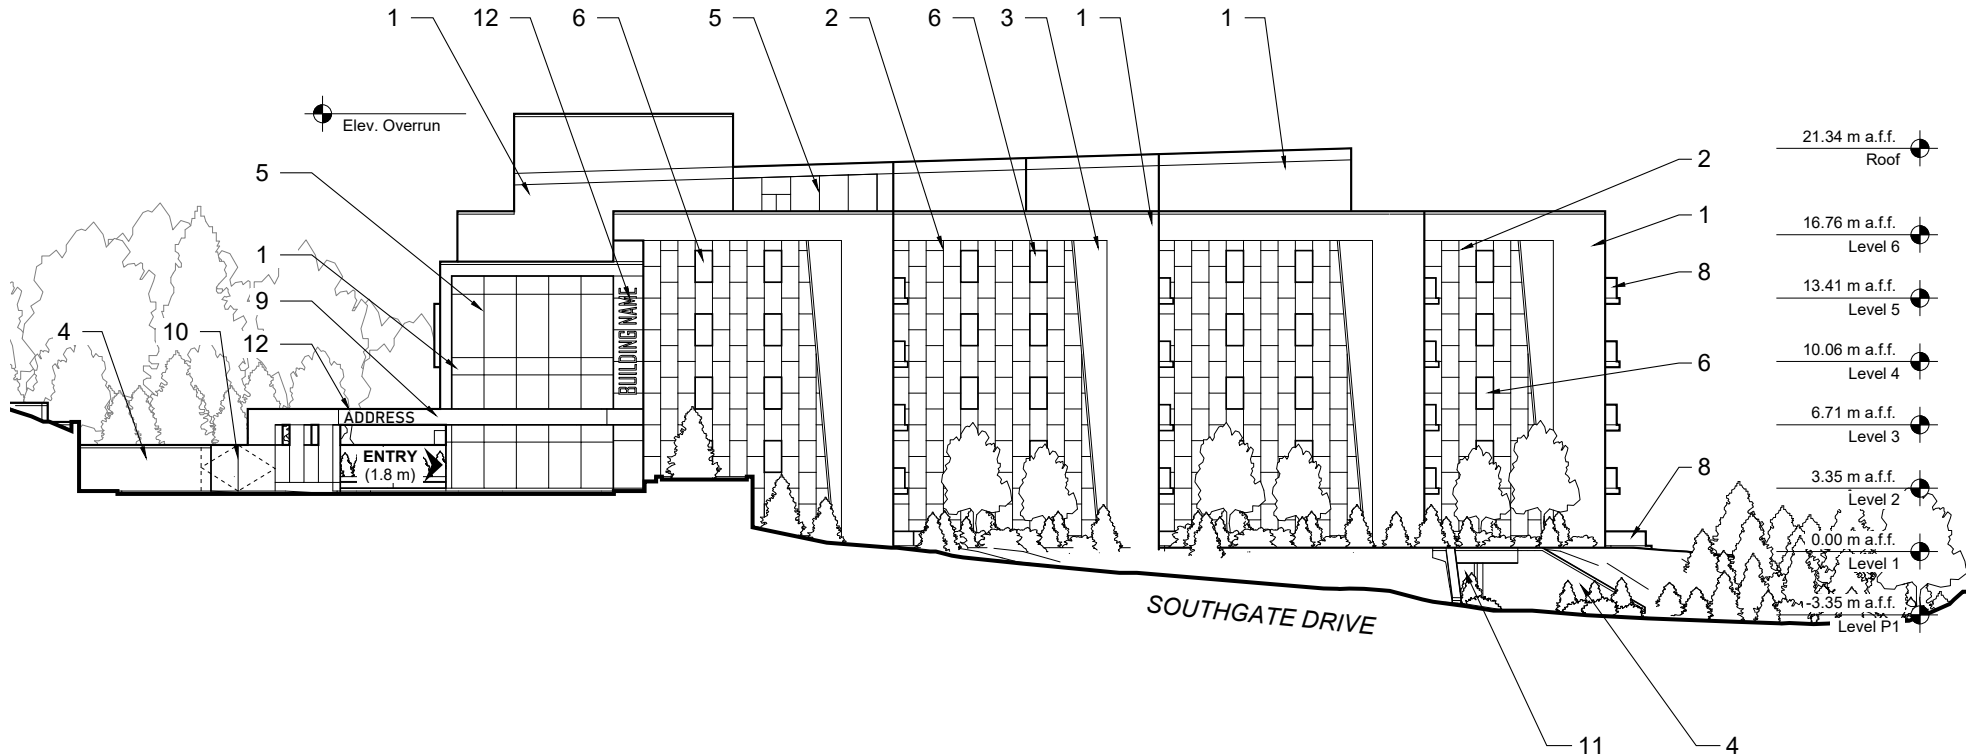 1
12
6
5
2
6
3
1
1
Elev. Overrun
21.34 m a.f.f.
Roof
5
2
16.76 m a.f.f.
Level 6
1
1
8
13.41 m a.f.f.
Level 5
9
BUILDING NAME
4
10
12
10.06 m a.f.f.
Level 4
6
ADDRESS
6.71 m a.f.f.
Level 3
ENTRY
(1.8 m)
8
3.35 m a.f.f.
Level 2
0.00 m a.f.f.
Level 1
SOUTHGATE DRIVE
-3.35 m a.f.f.
Level P1
11
4